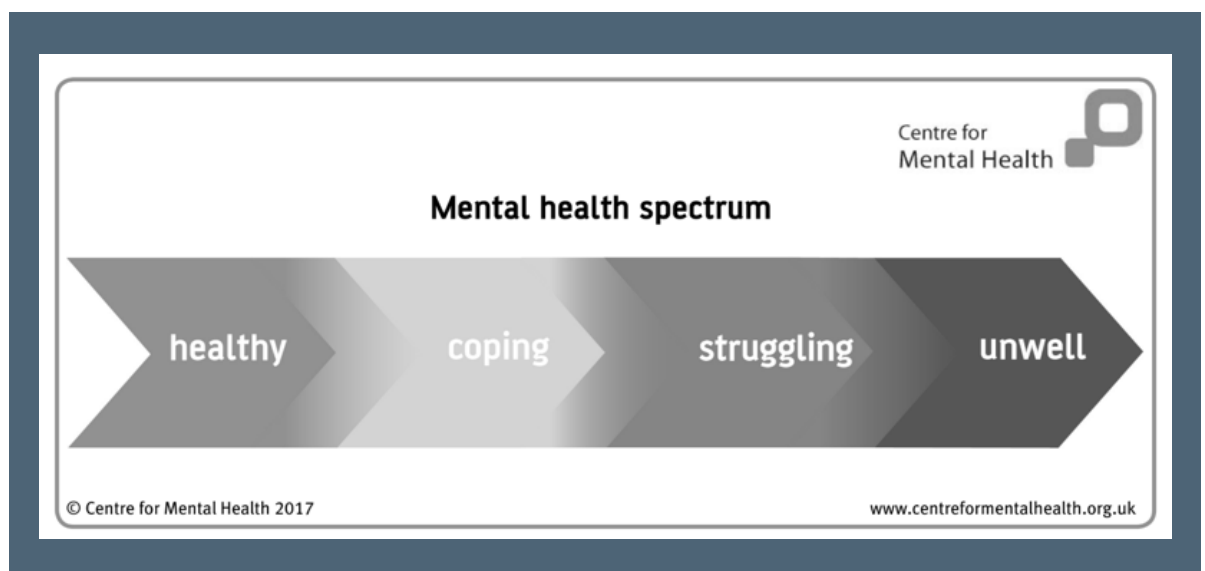 Centre for
Mental Health
Mental health spectrum
healthy coping struggling unwell
© Centre for Mental Health 2017 www.centreformentalhealth.org.uk